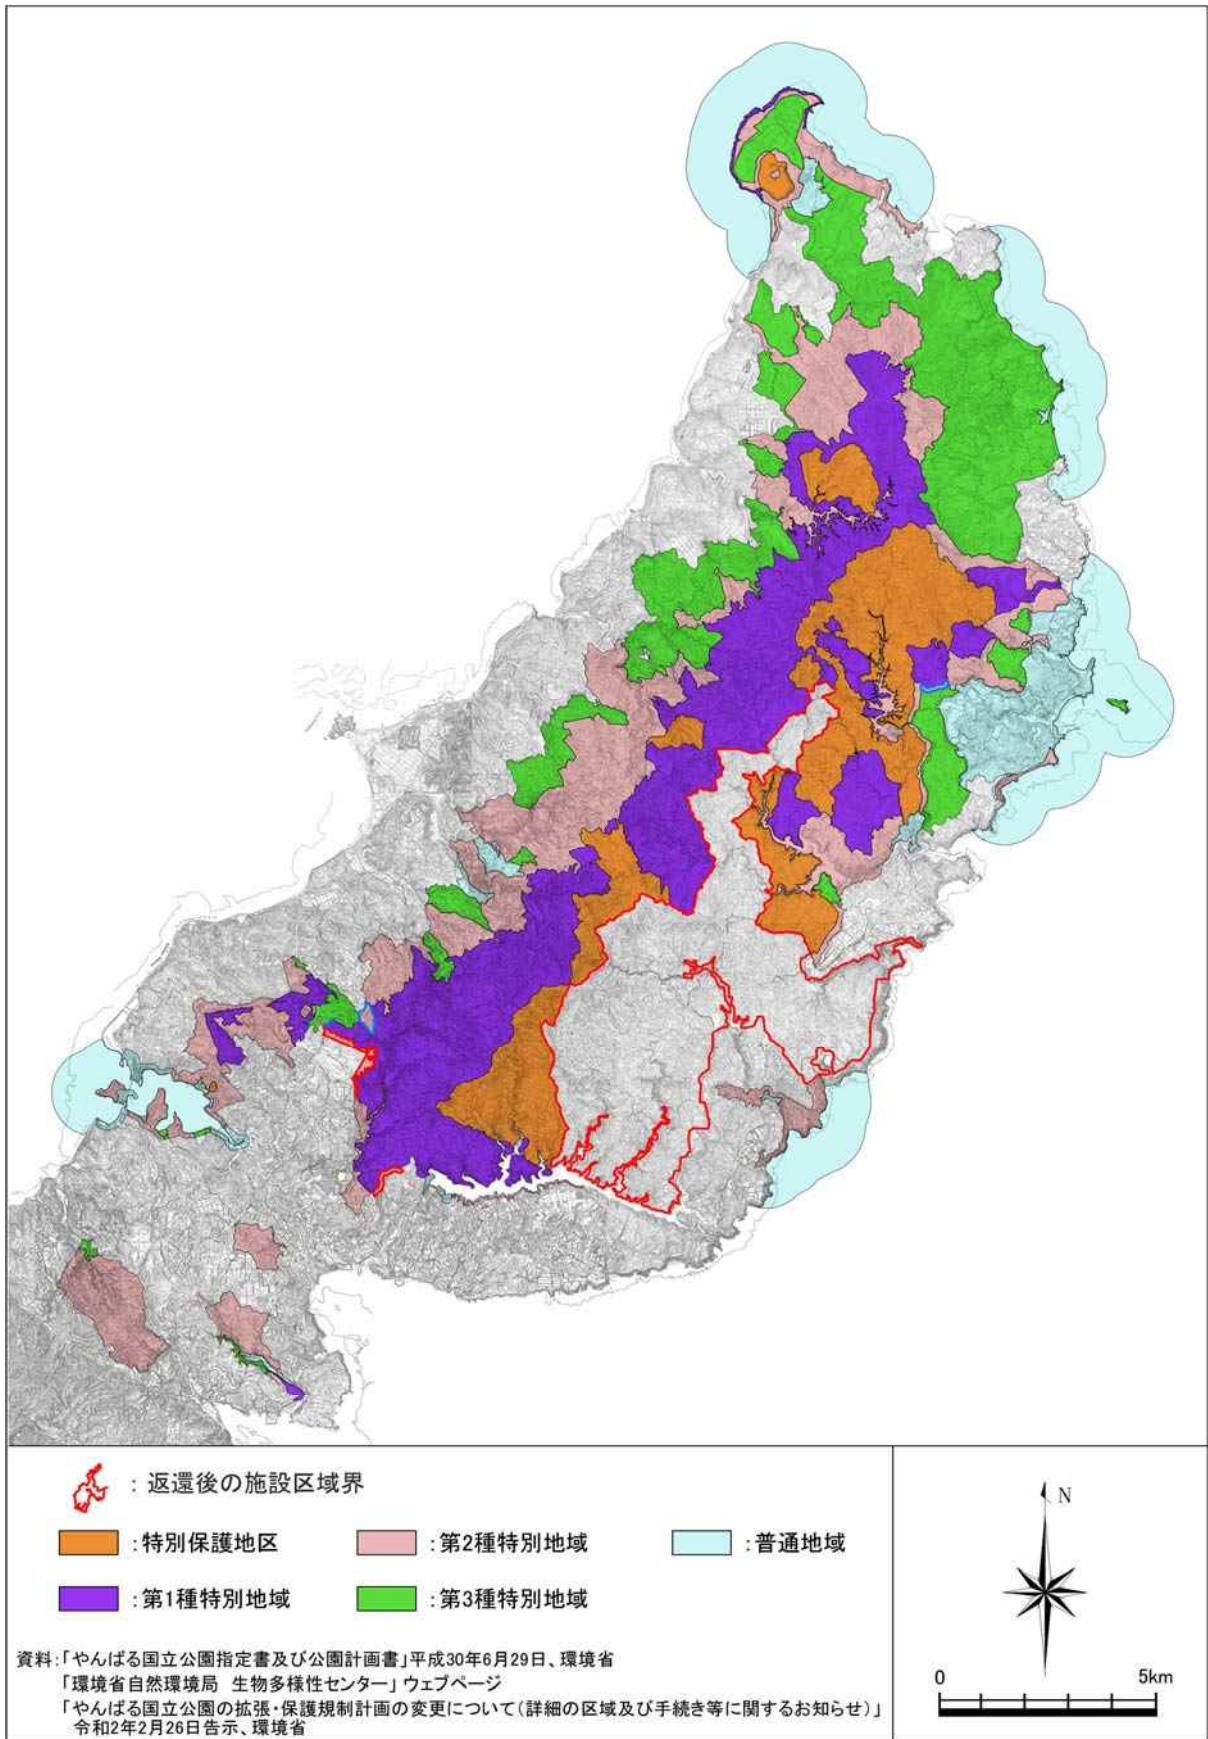 ：返還後の施設区域界
：特別保護地区
：第2種特別地域
：普通地域
：第1種特別地域
：第3種特別地域
資料：「やんばる国立公園指定書及び公園計画書」平成30年6月29日、環境省
「環境省自然環境局　生物多様性センター」ウェブページ
「やんばる国立公園の拡張・保護規制計画の変更について（詳細の区域及び手続き等に関するお知らせ）」
令和2年2月26日告示、環境省
N
0 5km